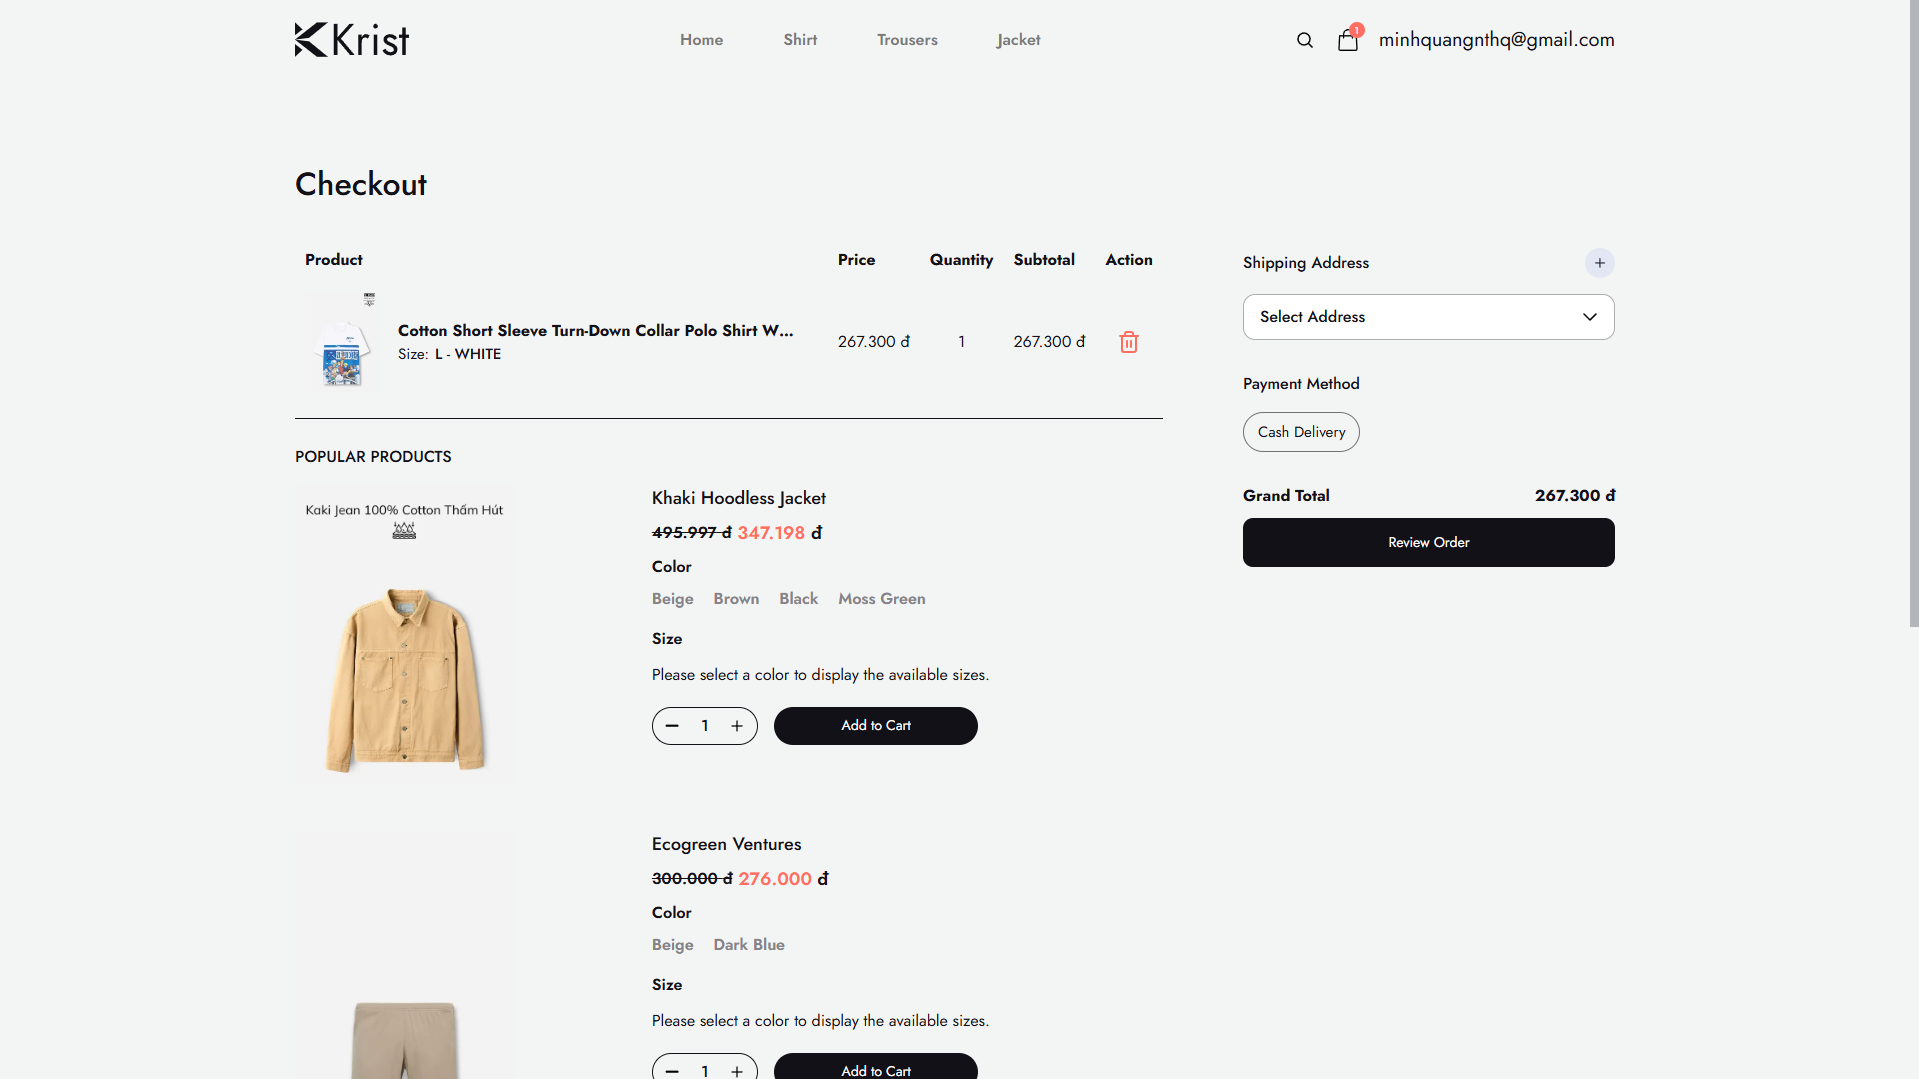 Krist
Home
Shirt
Trousers
Jacket
1
minhquangnthq@gmail.com
Checkout
Product
Price
Quantity
Subtotal
Action
Cotton Short Sleeve Turn-Down Collar Polo Shirt W...
Size: L - WHITE
267.300 đ
1
267.300 đ
Shipping Address
Select Address
Payment Method
Cash Delivery
Grand Total
267.300 đ
Review Order
POPULAR PRODUCTS
Kaki Jean 100% Cotton Thấm Hút
Khaki Hoodless Jacket
495.997 đ 347.198 đ
Color
Beige
Brown
Black
Moss Green
Size
Please select a color to display the available sizes.
1
Add to Cart
Ecogreen Ventures
300.000 đ 276.000 đ
Color
Beige
Dark Blue
Size
Please select a color to display the available sizes.
1
Add to Cart